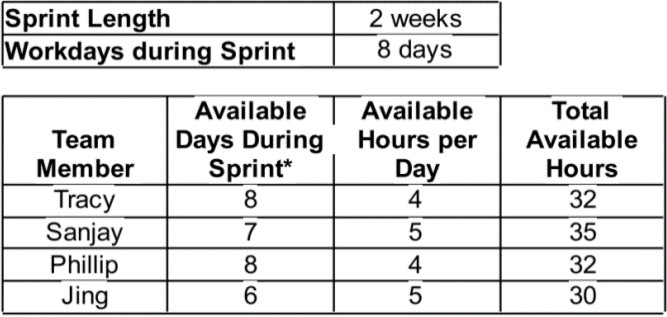 Sprint Length 2 weeks
Workdays during Sprint 8 days
Team Member Available Days During Sprint* Available Hours per Day Total Available Hours
Tracy 8 4 32
Sanjay 7 5 35
Phillip 8 4 32
Jing 6 5 30